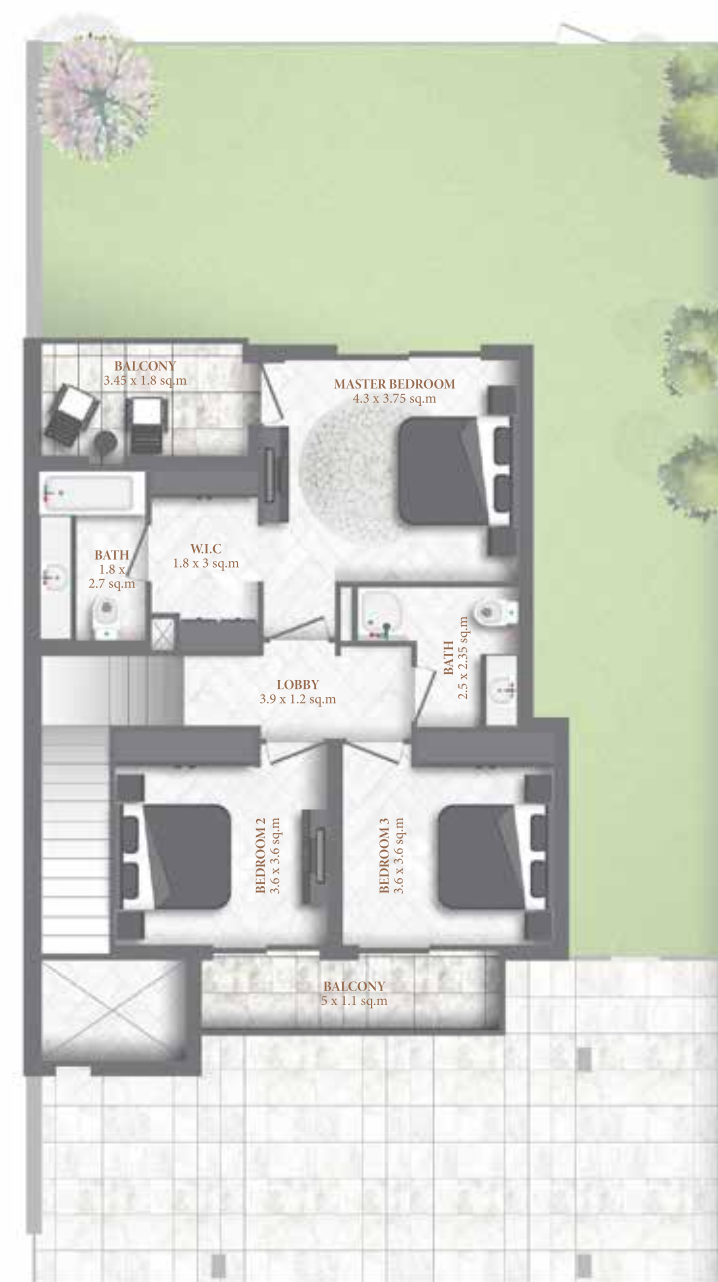 BALCONY
3.45 x 1.8 sq.m
MASTER BEDROOM
4.3 x 3.75 sq.m
BATH
1.8 x
2.7 sq.m
W.I.C
1.8 x 3 sq.m
BATH
2.5 x 2.35 sq.m
LOBBY
3.9 x 1.2 sq.m
BEDROOM 2
3.6 x 3.6 sq.m
BEDROOM 3
3.6 x 3.6 sq.m
BALCONY
5 x 1.1 sq.m